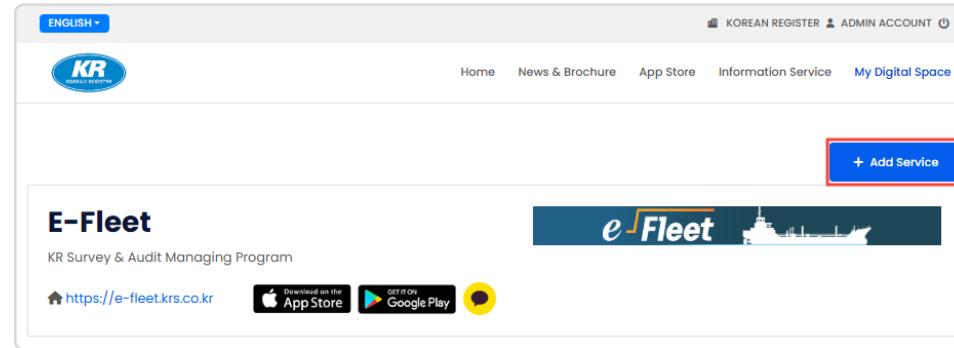 ENGLISH
KOREAN REGISTER ADMIN ACCOUNT
KR
KOREAN REGISTER
Home News & Brochure App Store Information Service My Digital Space
+ Add Service
E-Fleet
e-Fleet
KR Survey & Audit Managing Program
https://e-fleet.krs.co.kr
Download on the
App Store
GET IT ON
Google Play